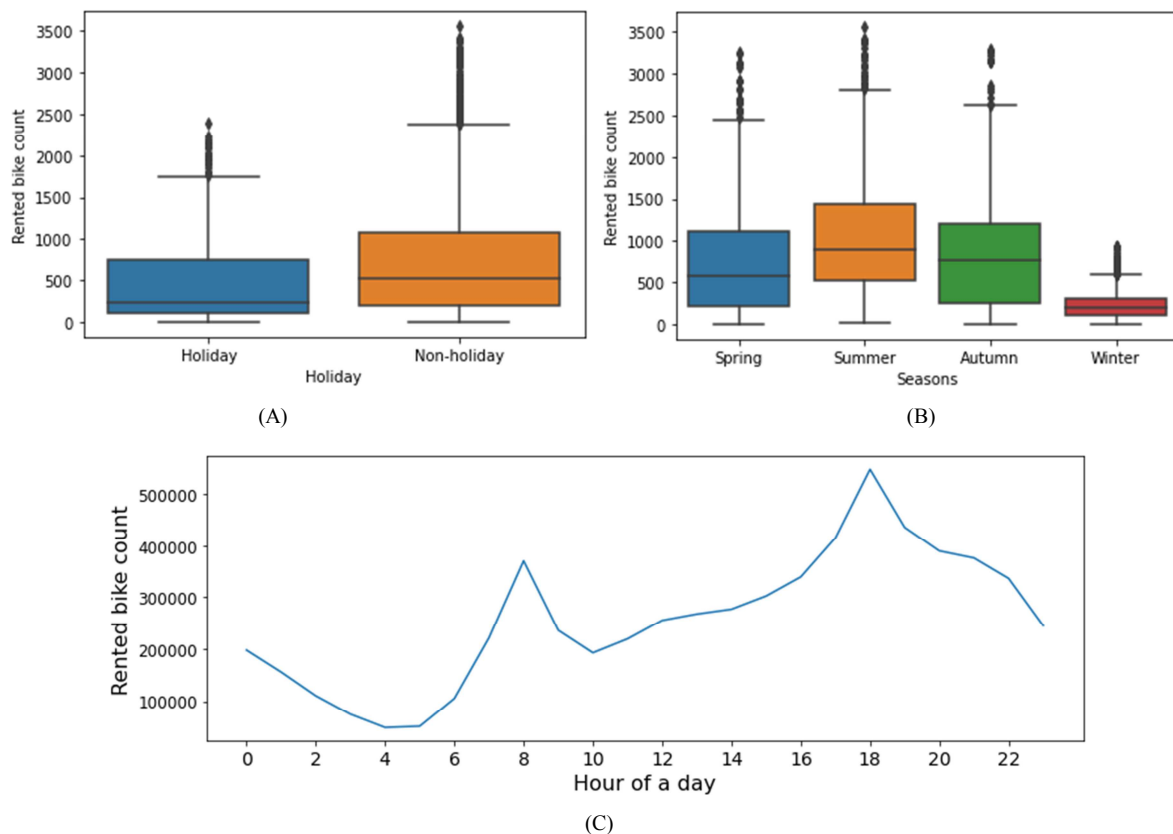 3500
3000
2500
2000
1500
1000
500
0
Rented bike count
Holiday Non-holiday
Holiday
(A)
3500
3000
2500
2000
1500
1000
500
0
Rented bike count
Spring Summer Autumn Winter
Seasons
(B)
500000
400000
300000
200000
100000
Rented bike count
0 2 4 6 8 10 12 14 16 18 20 22
Hour of a day
(C)